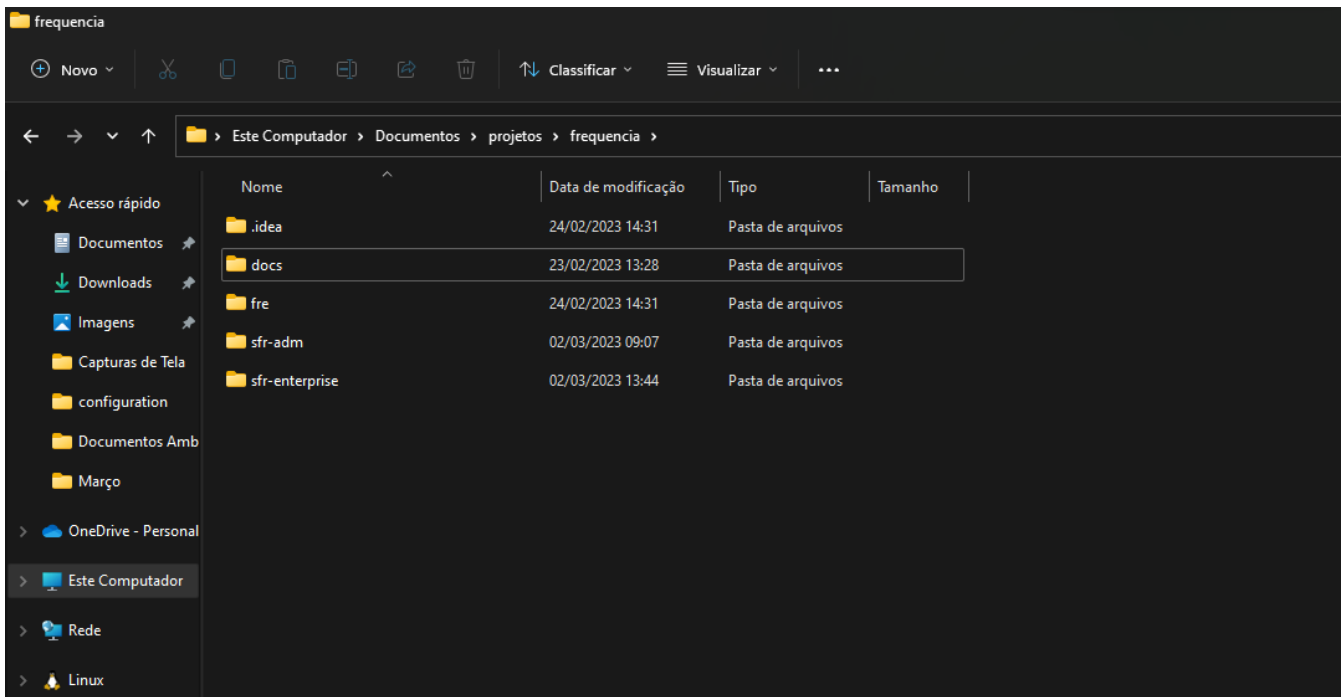 frequencia
Novo Classificar Visualizar
Este Computador > Documentos > projetos > frequencia >
Nome Data de modificação Tipo Tamanho
Acesso rápido
Documentos
Downloads
Imagens
Capturas de Tela
configuration
Documentos Amb
Março
OneDrive - Personal
Este Computador
Rede
Linux
.idea 24/02/2023 14:31 Pasta de arquivos
docs 23/02/2023 13:28 Pasta de arquivos
fre 24/02/2023 14:31 Pasta de arquivos
sfr-adm 02/03/2023 09:07 Pasta de arquivos
sfr-enterprise 02/03/2023 13:44 Pasta de arquivos